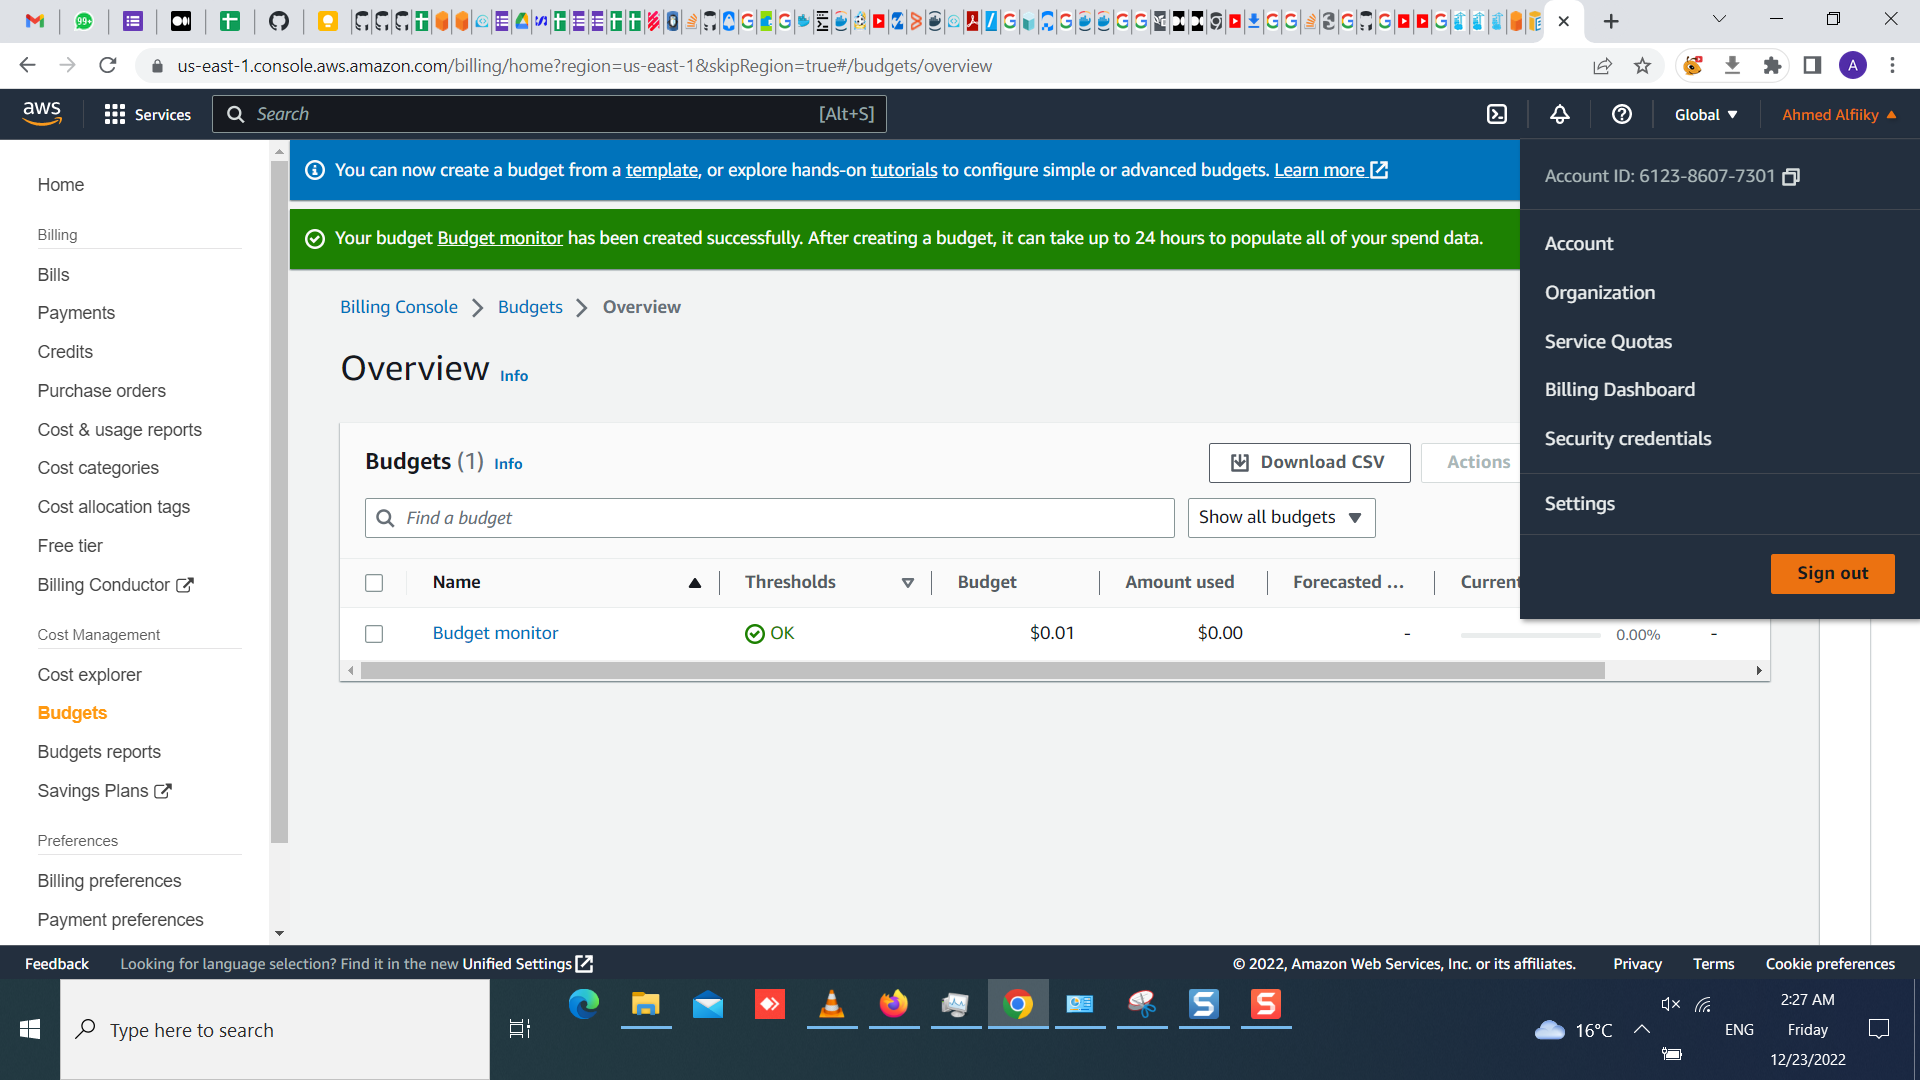 99+
us-east-1.console.aws.amazon.com/billing/home?region=us-east-1&skipRegion=true#/budgets/overview
A
aws
Services
Search
[Alt+S]
Global
Ahmed Alfiiky
Home
Billing
Bills
Payments
Credits
Purchase orders
Cost & usage reports
Cost categories
Cost allocation tags
Free tier
Billing Conductor
Cost Management
Cost explorer
Budgets
Budgets reports
Savings Plans
Preferences
Billing preferences
Payment preferences
You can now create a budget from a template, or explore hands-on tutorials to configure simple or advanced budgets. Learn more
Your budget Budget monitor has been created successfully. After creating a budget, it can take up to 24 hours to populate all of your spend data.
Billing Console
Budgets
Overview
Overview Info
Budgets (1) Info
Download CSV
Actions
Find a budget
Show all budgets
Name
Thresholds
Budget
Amount used
Forecasted ...
Current
Budget monitor
OK
$0.01
$0.00
-
0.00%
-
Account ID: 6123-8607-7301
Account
Organization
Service Quotas
Billing Dashboard
Security credentials
Settings
Sign out
Feedback
Looking for language selection? Find it in the new Unified Settings
© 2022, Amazon Web Services, Inc. or its affiliates.
Privacy
Terms
Cookie preferences
Type here to search
16°C
ENG
2:27 AM
Friday
12/23/2022